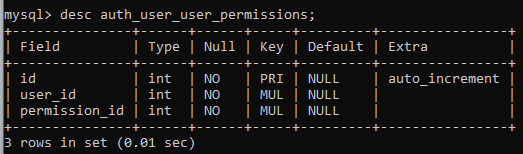 mysql> desc auth_user_user_permissions;
+---------------+------+------+-----+---------+----------------+
| Field         | Type | Null | Key | Default | Extra          |
+---------------+------+------+-----+---------+----------------+
| id            | int  | NO   | PRI | NULL    | auto_increment |
| user_id       | int  | NO   | MUL | NULL    |                |
| permission_id | int  | NO   | MUL | NULL    |                |
+---------------+------+------+-----+---------+----------------+
3 rows in set (0.01 sec)